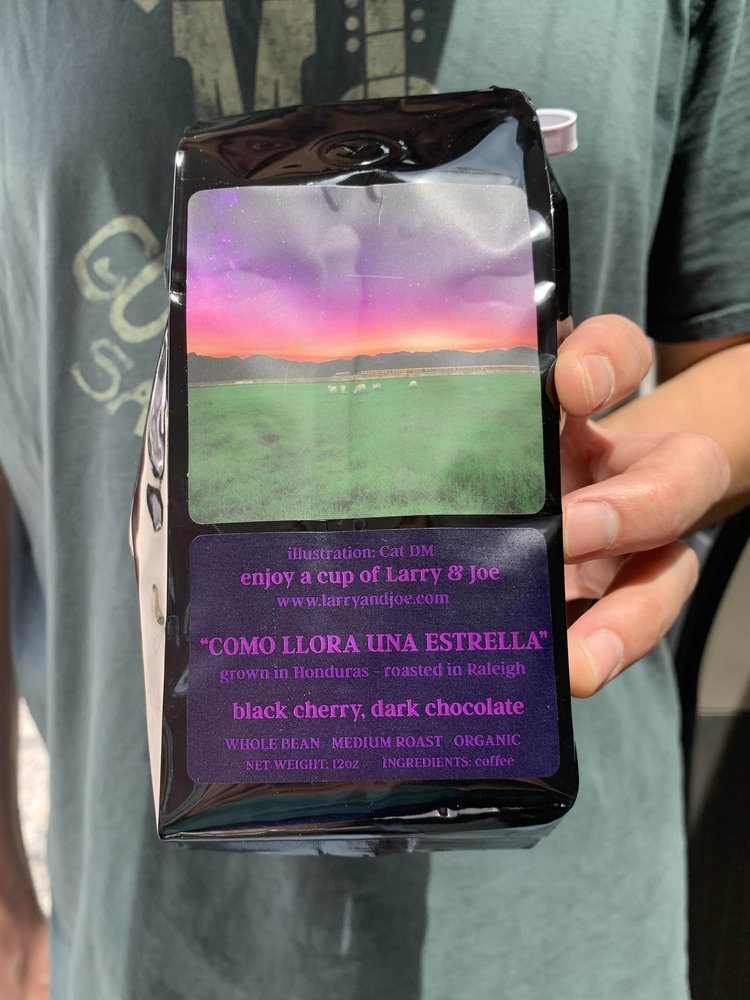 illustration: Cat DM
enjoy a cup of Larry & Joe
www.larryandjoe.com
“COMO LLORA UNA ESTRELLA”
grown in Honduras - roasted in Raleigh
black cherry, dark chocolate
WHOLE BEAN MEDIUM ROAST ORGANIC
NET WEIGHT: 12oz INGREDIENTS: coffee